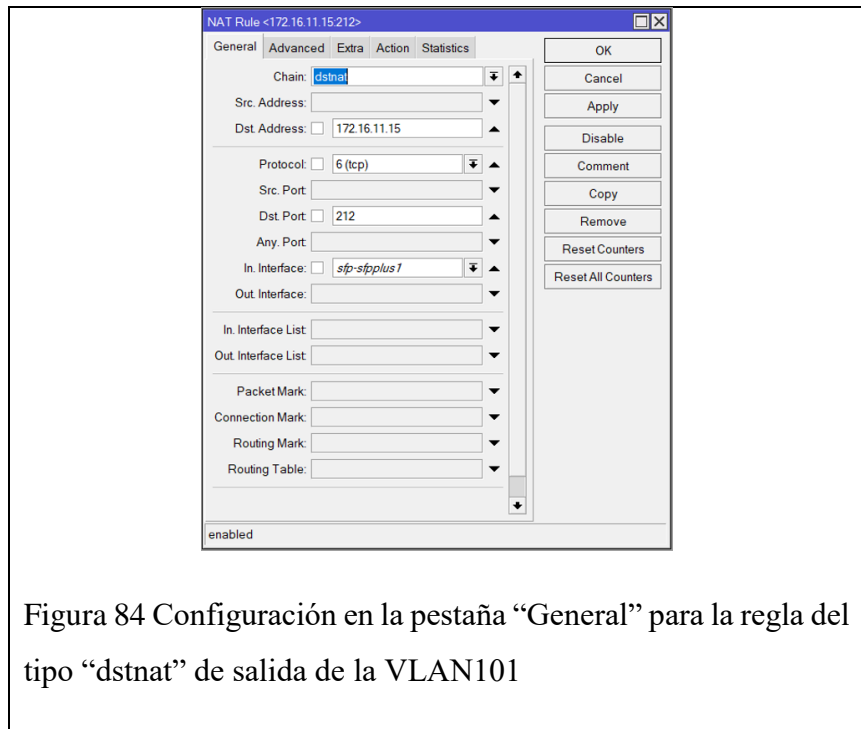 NAT Rule <172.16.11.15:212>
General Advanced Extra Action Statistics
OK
Chain: dstnat
Cancel
Src. Address:
Apply
Dst. Address: 172.16.11.15
Disable
Protocol: 6 (tcp)
Comment
Src. Port:
Copy
Dst. Port: 212
Remove
Any. Port:
Reset Counters
In. Interface: sfp-sfpplus1
Reset All Counters
Out. Interface:
In. Interface List:
Out. Interface List:
Packet Mark:
Connection Mark:
Routing Mark:
Routing Table:
enabled
Figura 84 Configuración en la pestaña “General” para la regla del
tipo “dstnat” de salida de la VLAN101